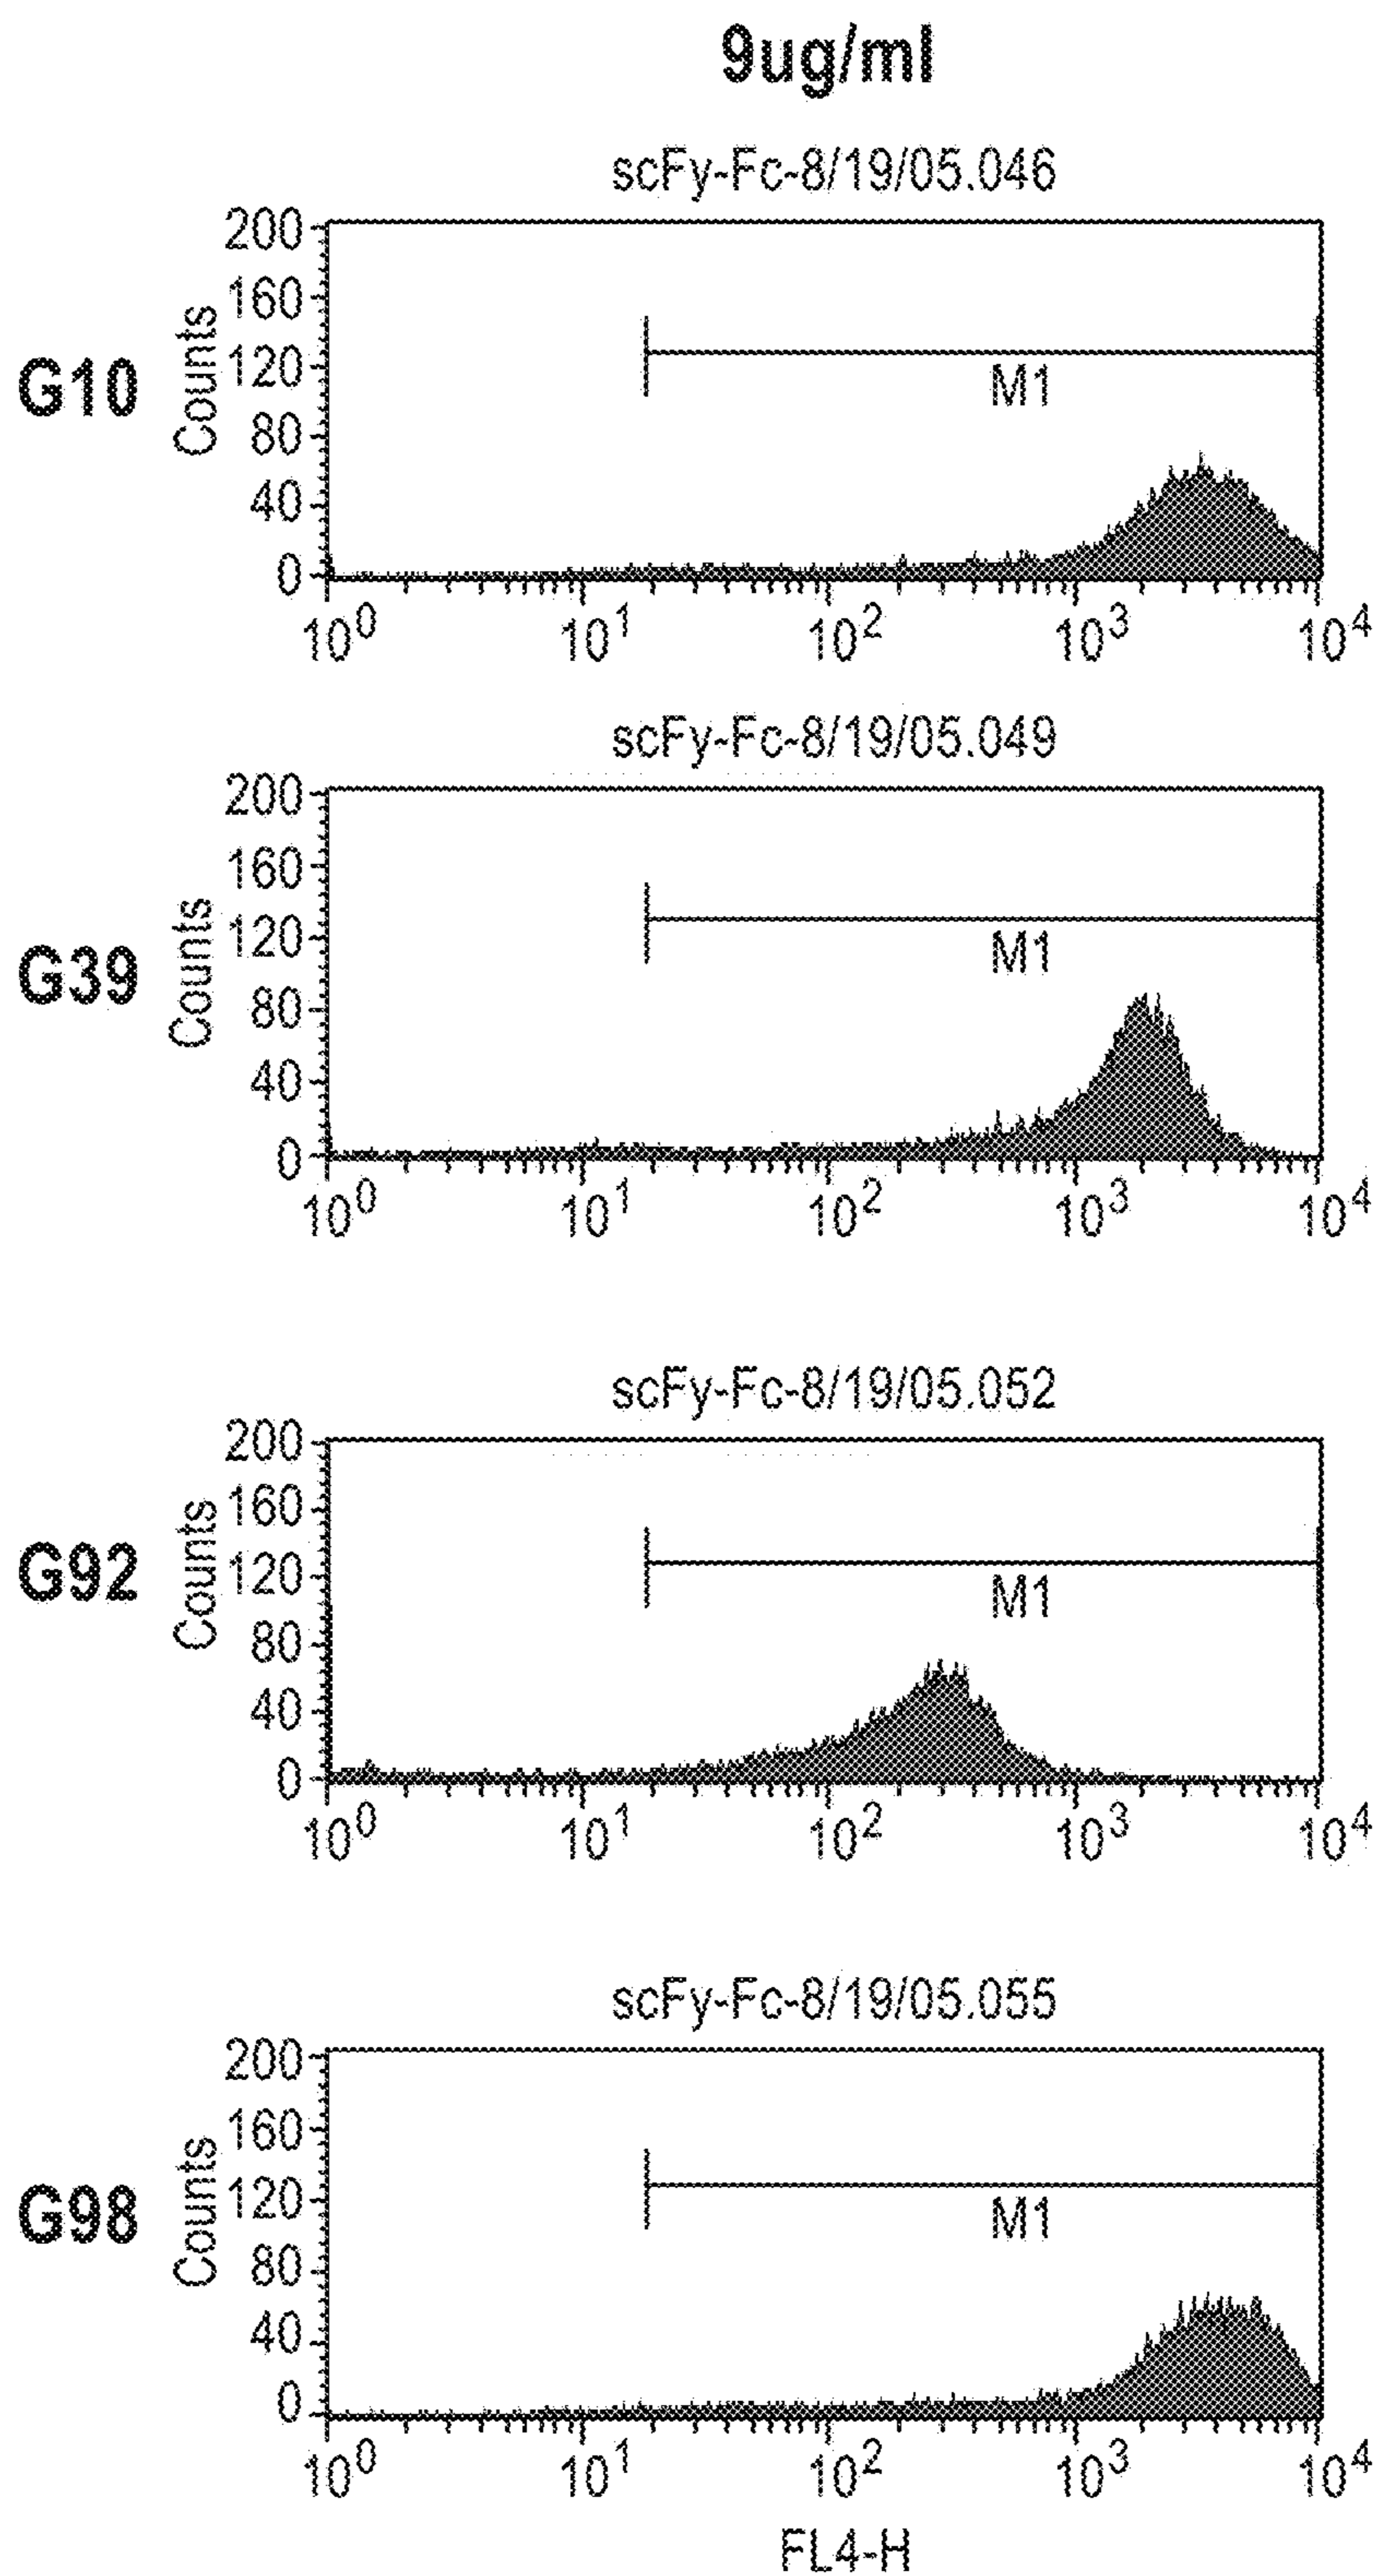 9ug/ml
scFy-Fc-8/19/05.046
G10
Counts
200
160
120
80
40
0
M1
10^0 10^1 10^2 10^3 10^4
scFy-Fc-8/19/05.049
G39
Counts
200
160
120
80
40
0
M1
10^0 10^1 10^2 10^3 10^4
scFy-Fc-8/19/05.052
G92
Counts
200
160
120
80
40
0
M1
10^0 10^1 10^2 10^3 10^4
scFy-Fc-8/19/05.055
G98
Counts
200
160
120
80
40
0
M1
10^0 10^1 10^2 10^3 10^4
FL4-H